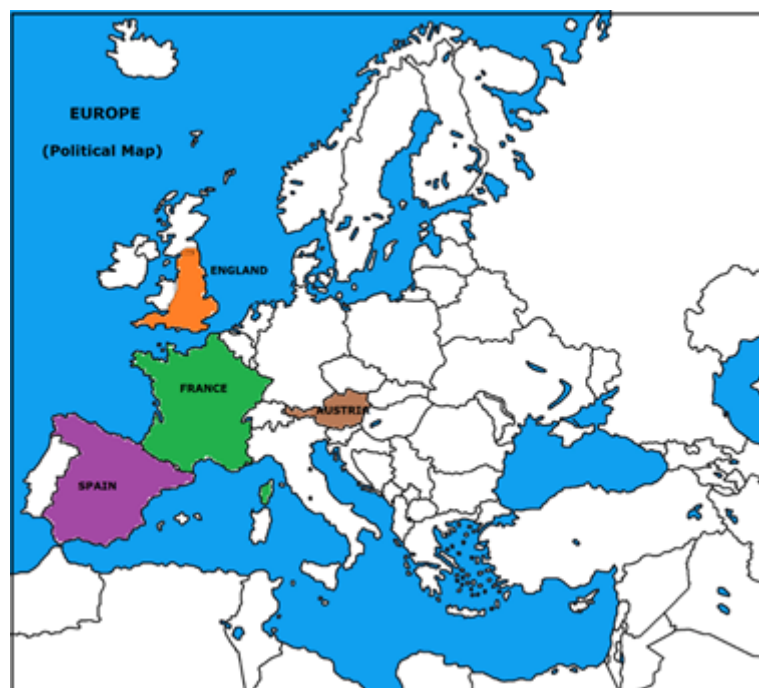 EUROPE
(Political Map)
ENGLAND
FRANCE
AUSTRIA
SPAIN